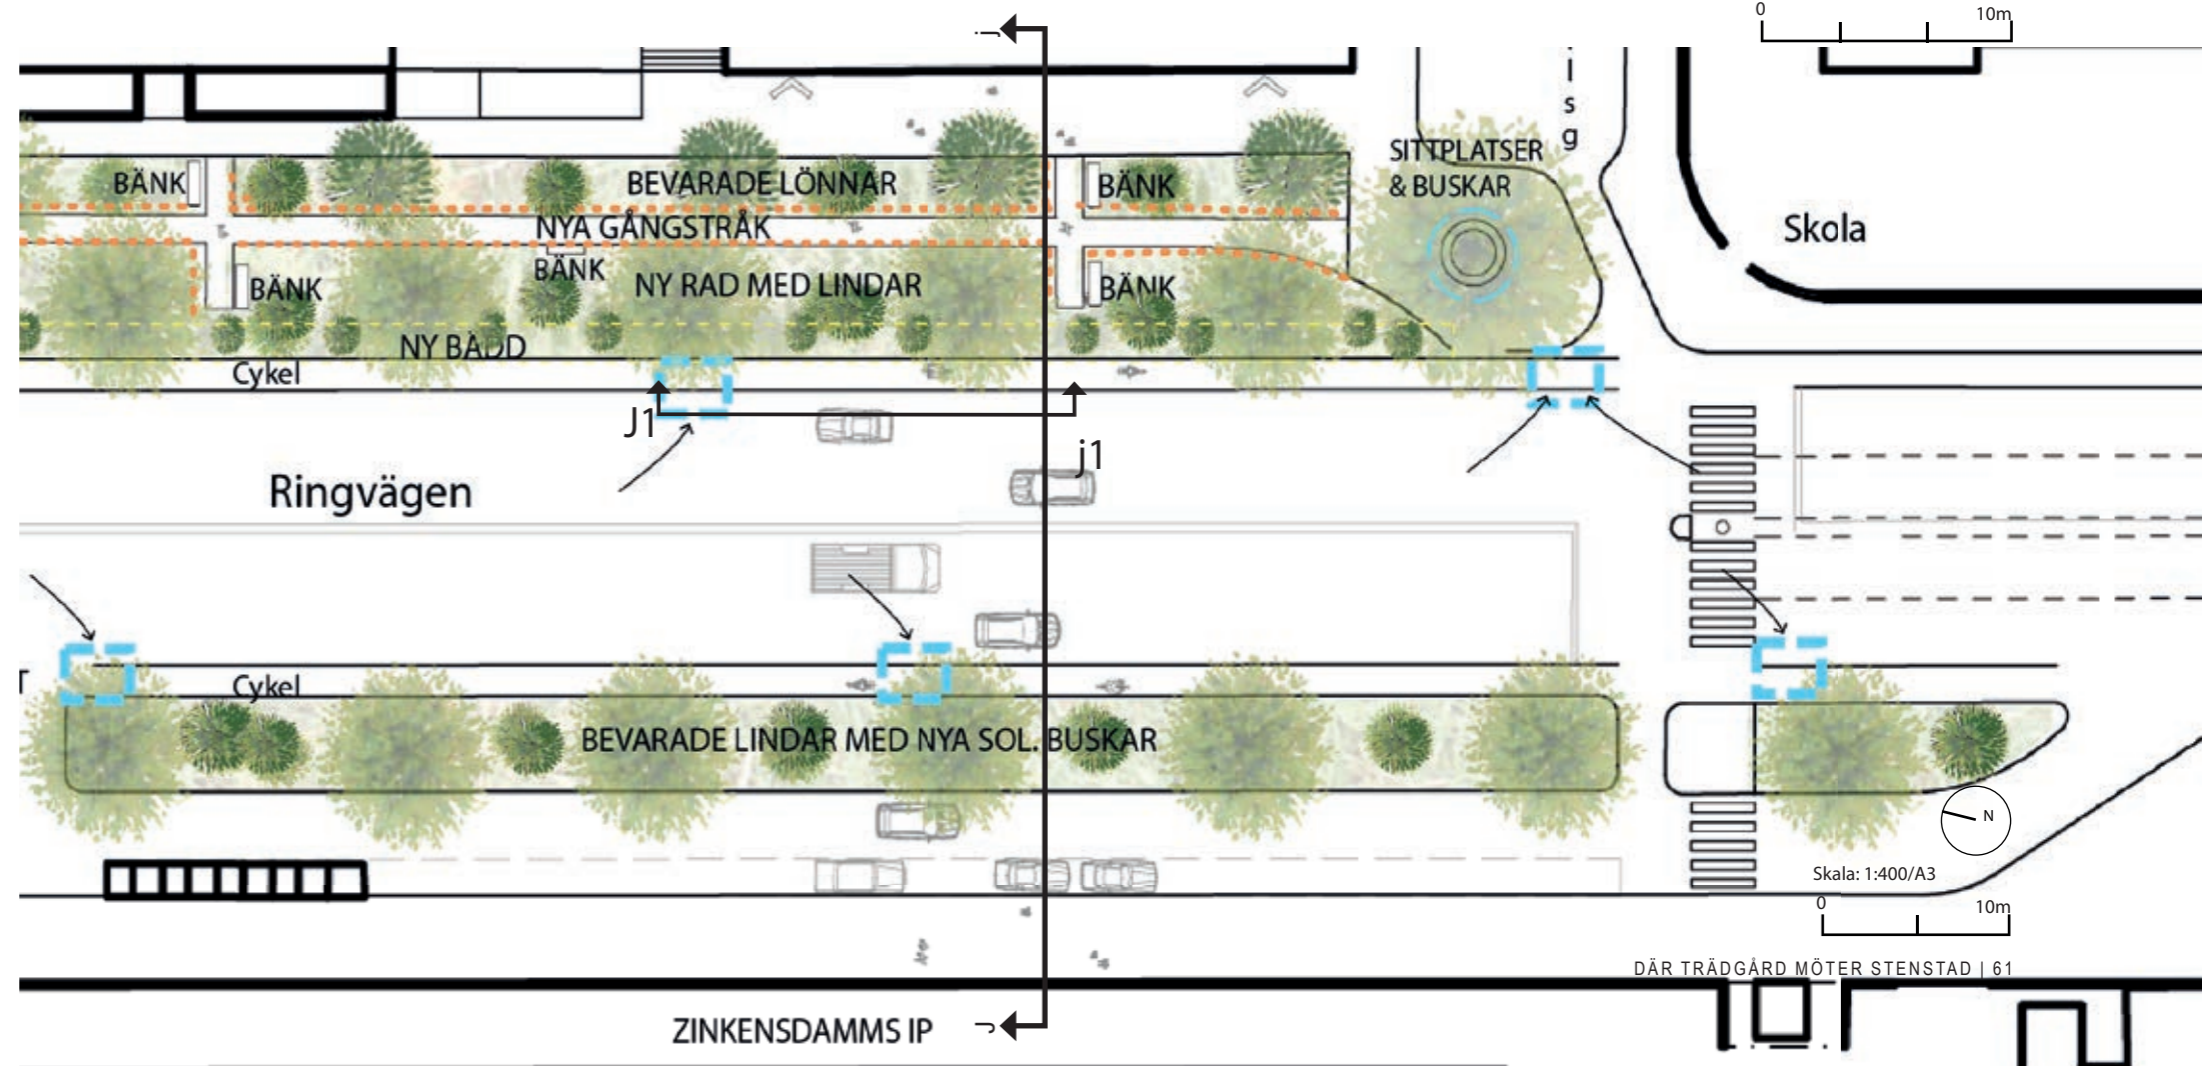 0 10m
j
i
s
g
SITTPLATSER
& BUSKAR
BÄNK
BEVARADE LÖNNAR
BÄNK
NYA GÅNGSTRÅK
Skola
BÄNK
BÄNK
NY RAD MED LINDAR
BÄNK
NY BÄDD
Cykel
J1
j1
Ringvägen
T
Cykel
BEVARADE LINDAR MED NYA SOL. BUSKAR
N
Skala: 1:400/A3
0 10m
DÄR TRÄDGÅRD MÖTER STENSTAD | 61
ZINKENSDAMMS IP
J